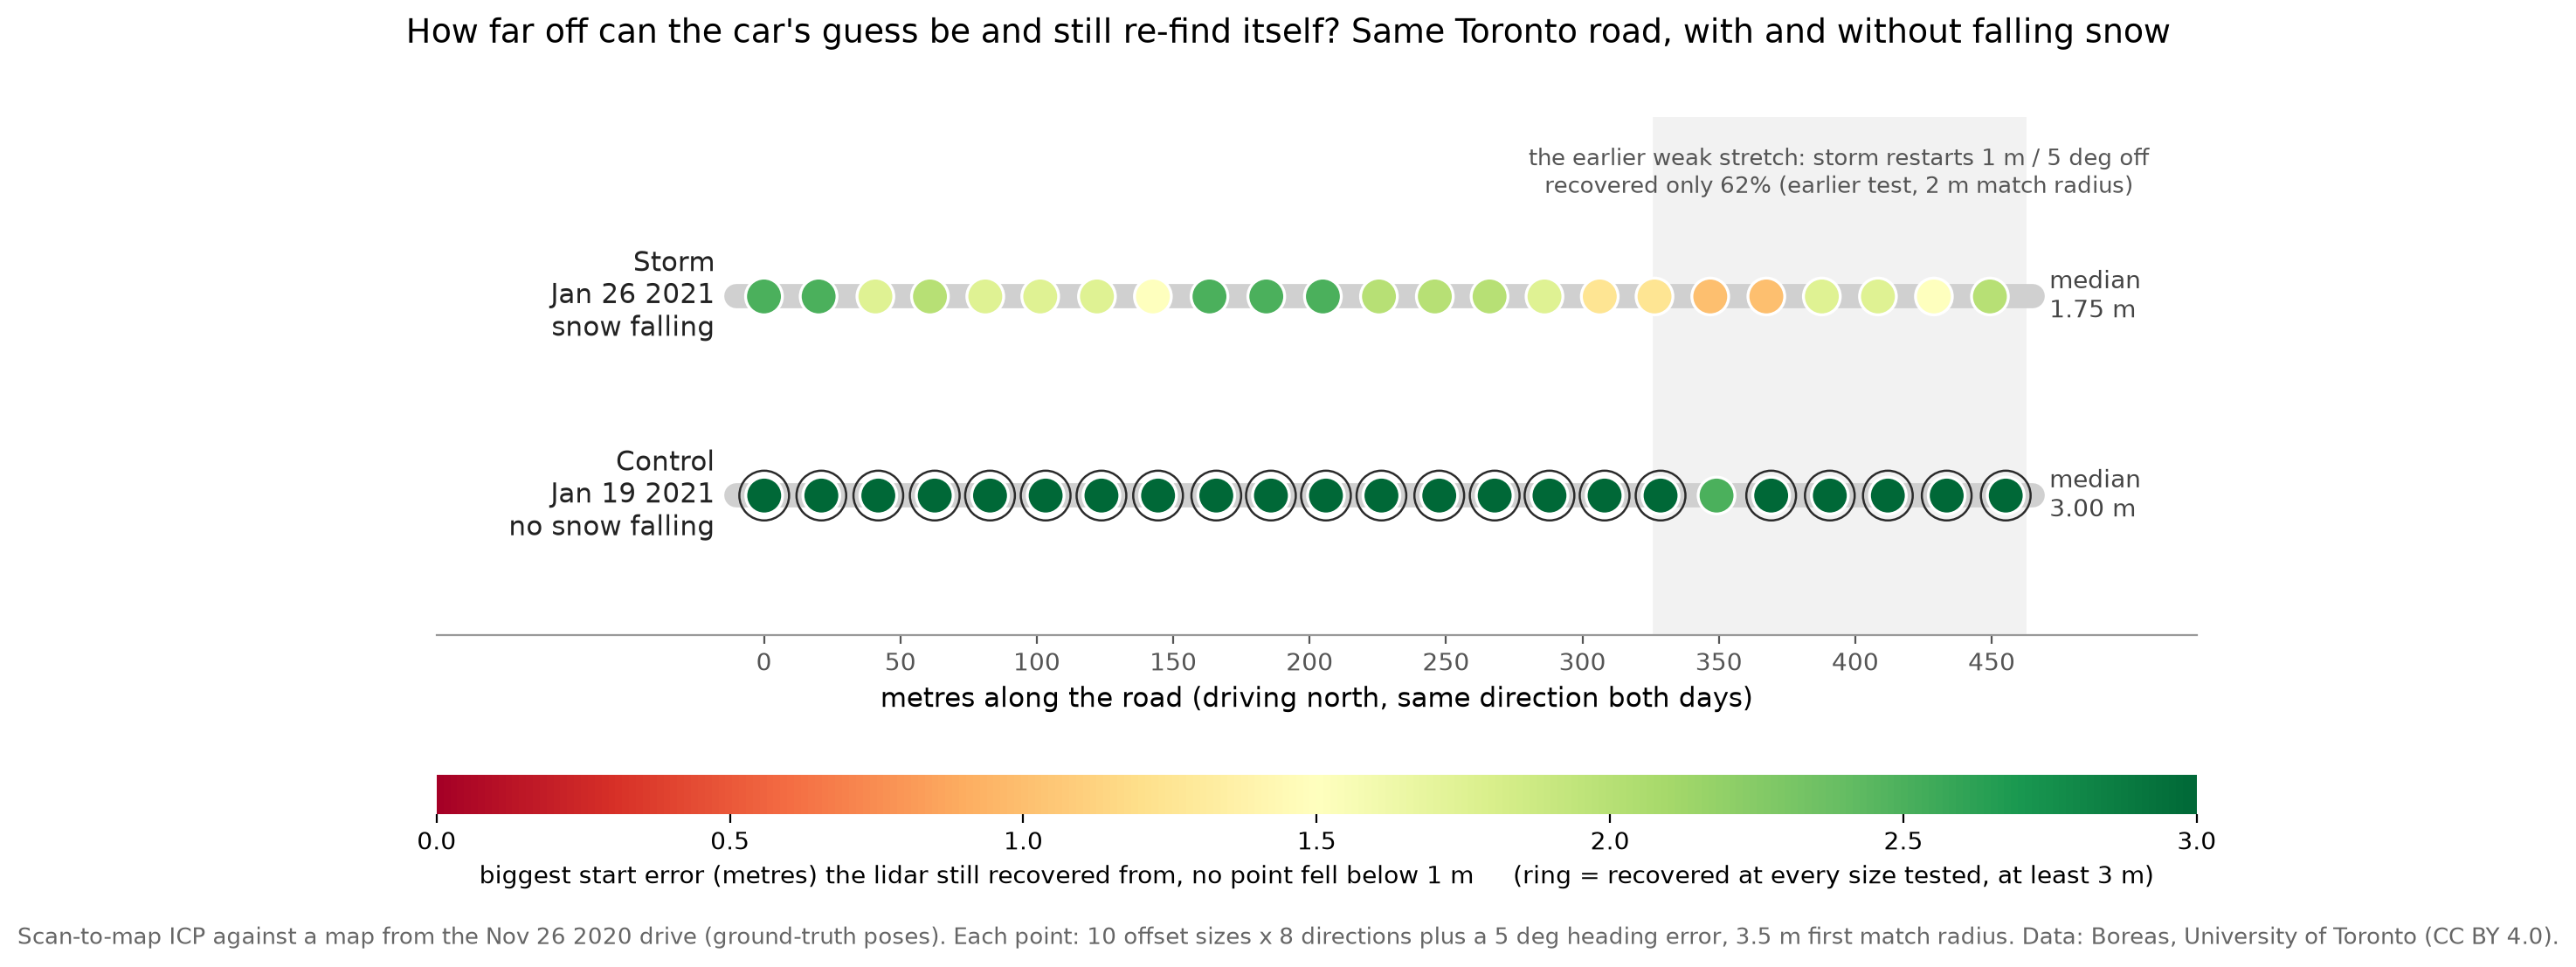 How far off can the car's guess be and still re-find itself? Same Toronto road, with and without falling snow
the earlier weak stretch: storm restarts 1 m / 5 deg off
recovered only 62% (earlier test, 2 m match radius)
Storm
Jan 26 2021
snow falling
median
1.75 m
Control
Jan 19 2021
no snow falling
median
3.00 m
0 50 100 150 200 250 300 350 400 450
metres along the road (driving north, same direction both days)
0.0 0.5 1.0 1.5 2.0 2.5 3.0
biggest start error (metres) the lidar still recovered from, no point fell below 1 m (ring = recovered at every size tested, at least 3 m)
Scan-to-map ICP against a map from the Nov 26 2020 drive (ground-truth poses). Each point: 10 offset sizes x 8 directions plus a 5 deg heading error, 3.5 m first match radius. Data: Boreas, University of Toronto (CC BY 4.0).